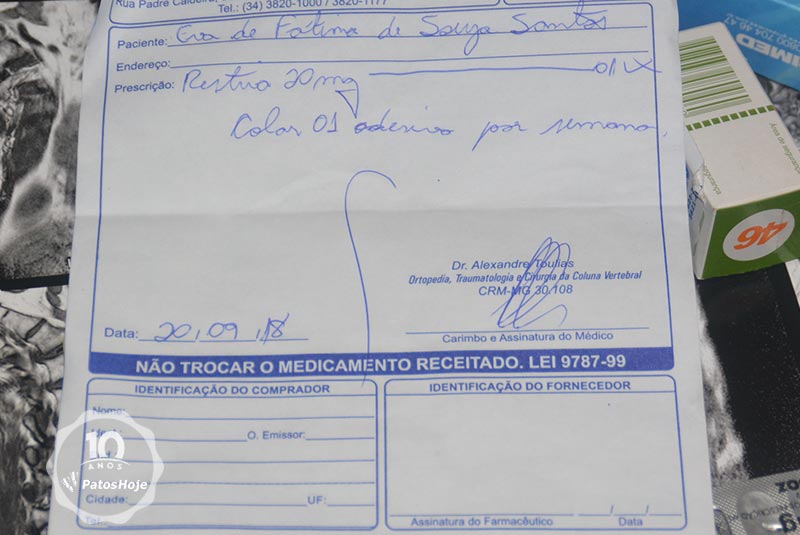 Rua Padre Caldeira,
Tel.: (34) 3820-1000 / 3820-1177
Paciente: Eva de Fátima de Souza Santos
Endereço:
Prescrição: Restiva 20mg 01 cx
Colar 01 adesivo por semana.
Dr. Alexandre Toulias
Ortopedia, Traumatologia e Cirurgia da Coluna Vertebral
CRM-MG 30.108
Data: 20,09,18
Carimbo e Assinatura do Médico
NÃO TROCAR O MEDICAMENTO RECEITADO. LEI 9787-99
IDENTIFICAÇÃO DO COMPRADOR
IDENTIFICAÇÃO DO FORNECEDOR
Nome:
O. Emissor:
Cidade: UF:
Tel.:
Assinatura do Farmacêutico Data
10
ANOS
PatosHoje
46